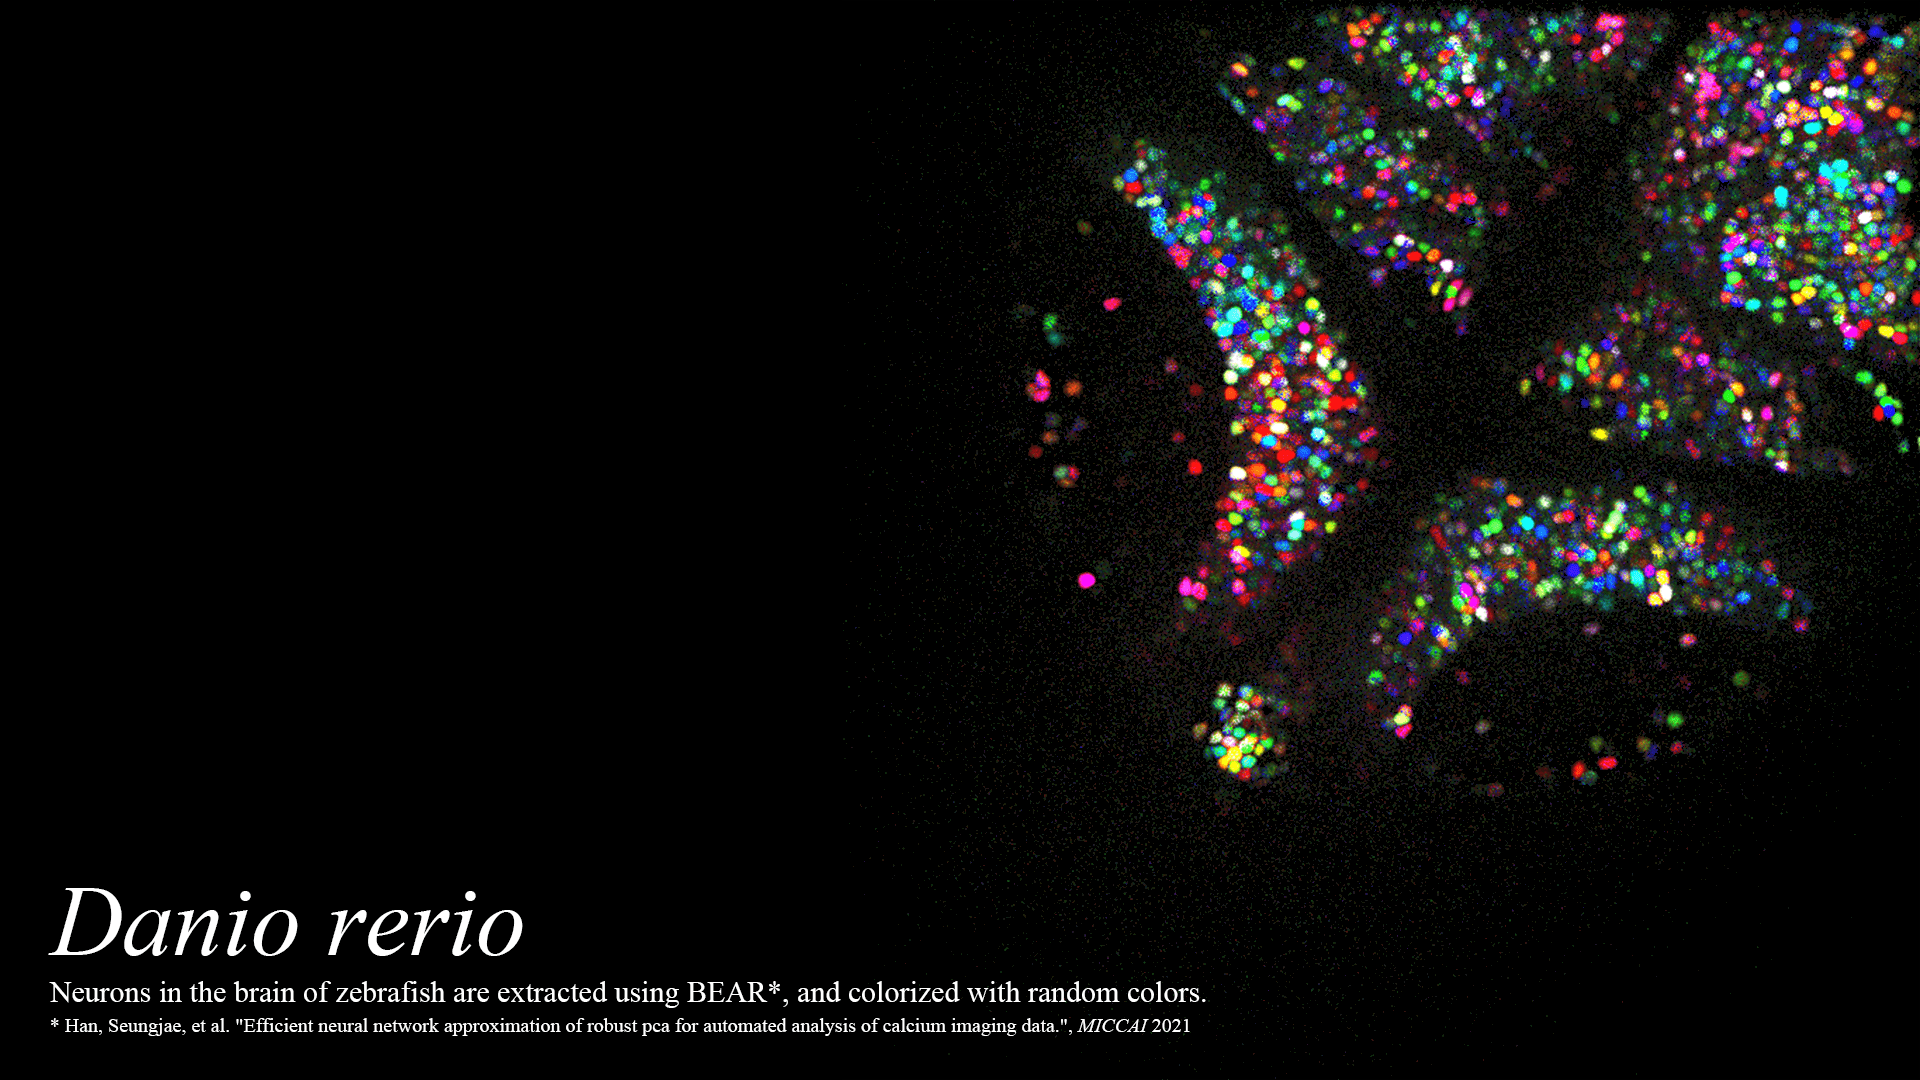 Danio rerio
Neurons in the brain of zebrafish are extracted using BEAR*, and colorized with random colors.
* Han, Seungjae, et al. "Efficient neural network approximation of robust pca for automated analysis of calcium imaging data.", MICCAI 2021